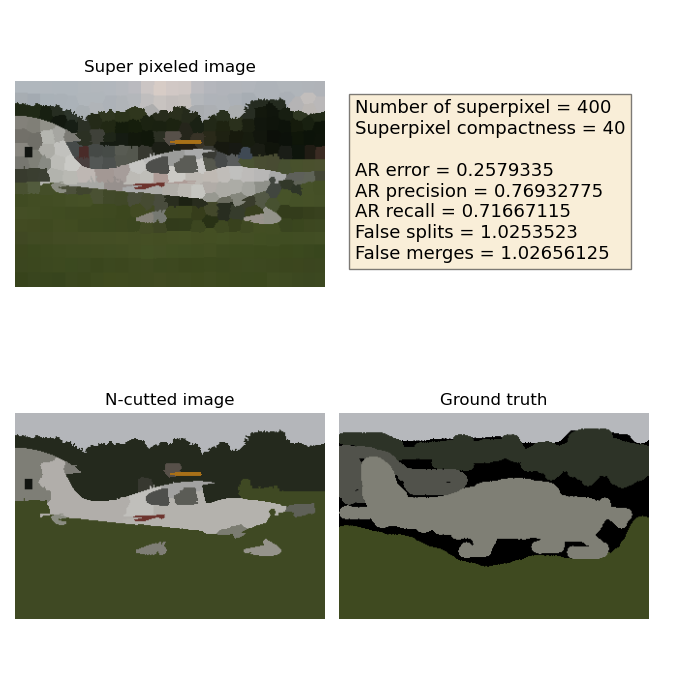 Super pixeled image
Number of superpixel = 400
Superpixel compactness = 40
AR error = 0.2579335
AR precision = 0.76932775
AR recall = 0.71667115
False splits = 1.0253523
False merges = 1.02656125
N-cutted image
Ground truth